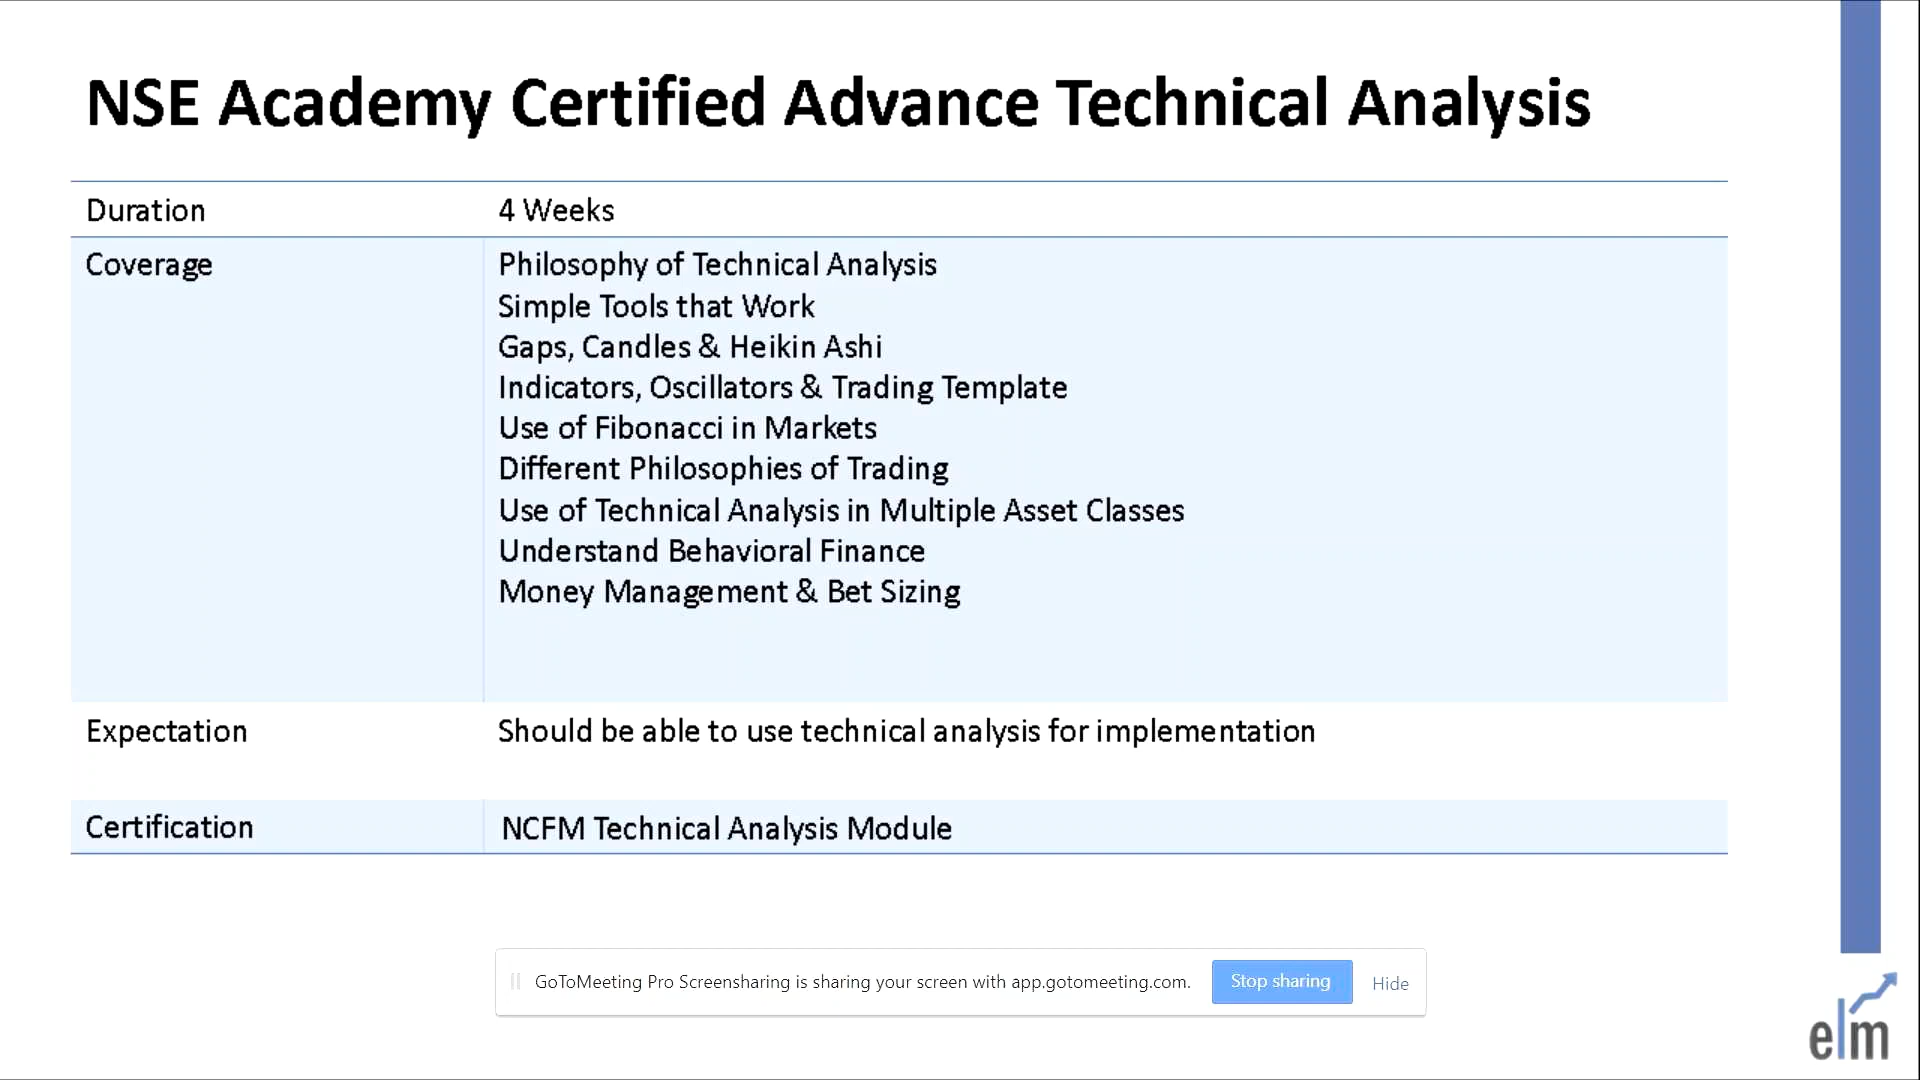 NSE Academy Certified Advance Technical Analysis
Duration 4 Weeks
Coverage Philosophy of Technical Analysis
Simple Tools that Work
Gaps, Candles & Heikin Ashi
Indicators, Oscillators & Trading Template
Use of Fibonacci in Markets
Different Philosophies of Trading
Use of Technical Analysis in Multiple Asset Classes
Understand Behavioral Finance
Money Management & Bet Sizing
Expectation Should be able to use technical analysis for implementation
Certification NCFM Technical Analysis Module
GoToMeeting Pro Screensharing is sharing your screen with app.gotomeeting.com. Stop sharing Hide
elm